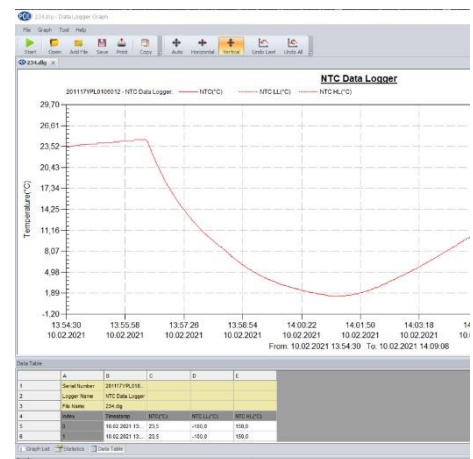 PCE 234.dlg - Data Logger Graph
File Graph Tool Help
Start Open Add File Save Print Copy Auto Horizontal Vertical Undo Last Undo All
234.dlg ×
NTC Data Logger
NTC Data Logger: NTC(°C) NTC LL(°C) NTC HL(°C)
29,70
26,61
23,52
20,43
17,34
14,25
11,16
8,07
4,98
1,89
-1,20
Temperature(°C)
13:54:30 13:55:58 13:57:26 13:58:54 14:00:22 14:01:50 14:03:18 14
10.02.2021 10.02.2021 10.02.2021 10.02.2021 10.02.2021 10.02.2021 10.02.2021 10.0
From: 10.02.2021 13:54:30 To: 10.02.2021 14:09:08
Data Table
A B C D E
1 Serial Number
2 Logger Name NTC Data Logger
3 File Name 234.dlg
4 Index Timestamp NTC(°C) NTC LL(°C) NTC HL(°C)
5 0 10.02.2021 13:... 23,5 -100,0 150,0
6 1 10.02.2021 13:... 23,5 -100,0 150,0
Graph List Statistics Data Table